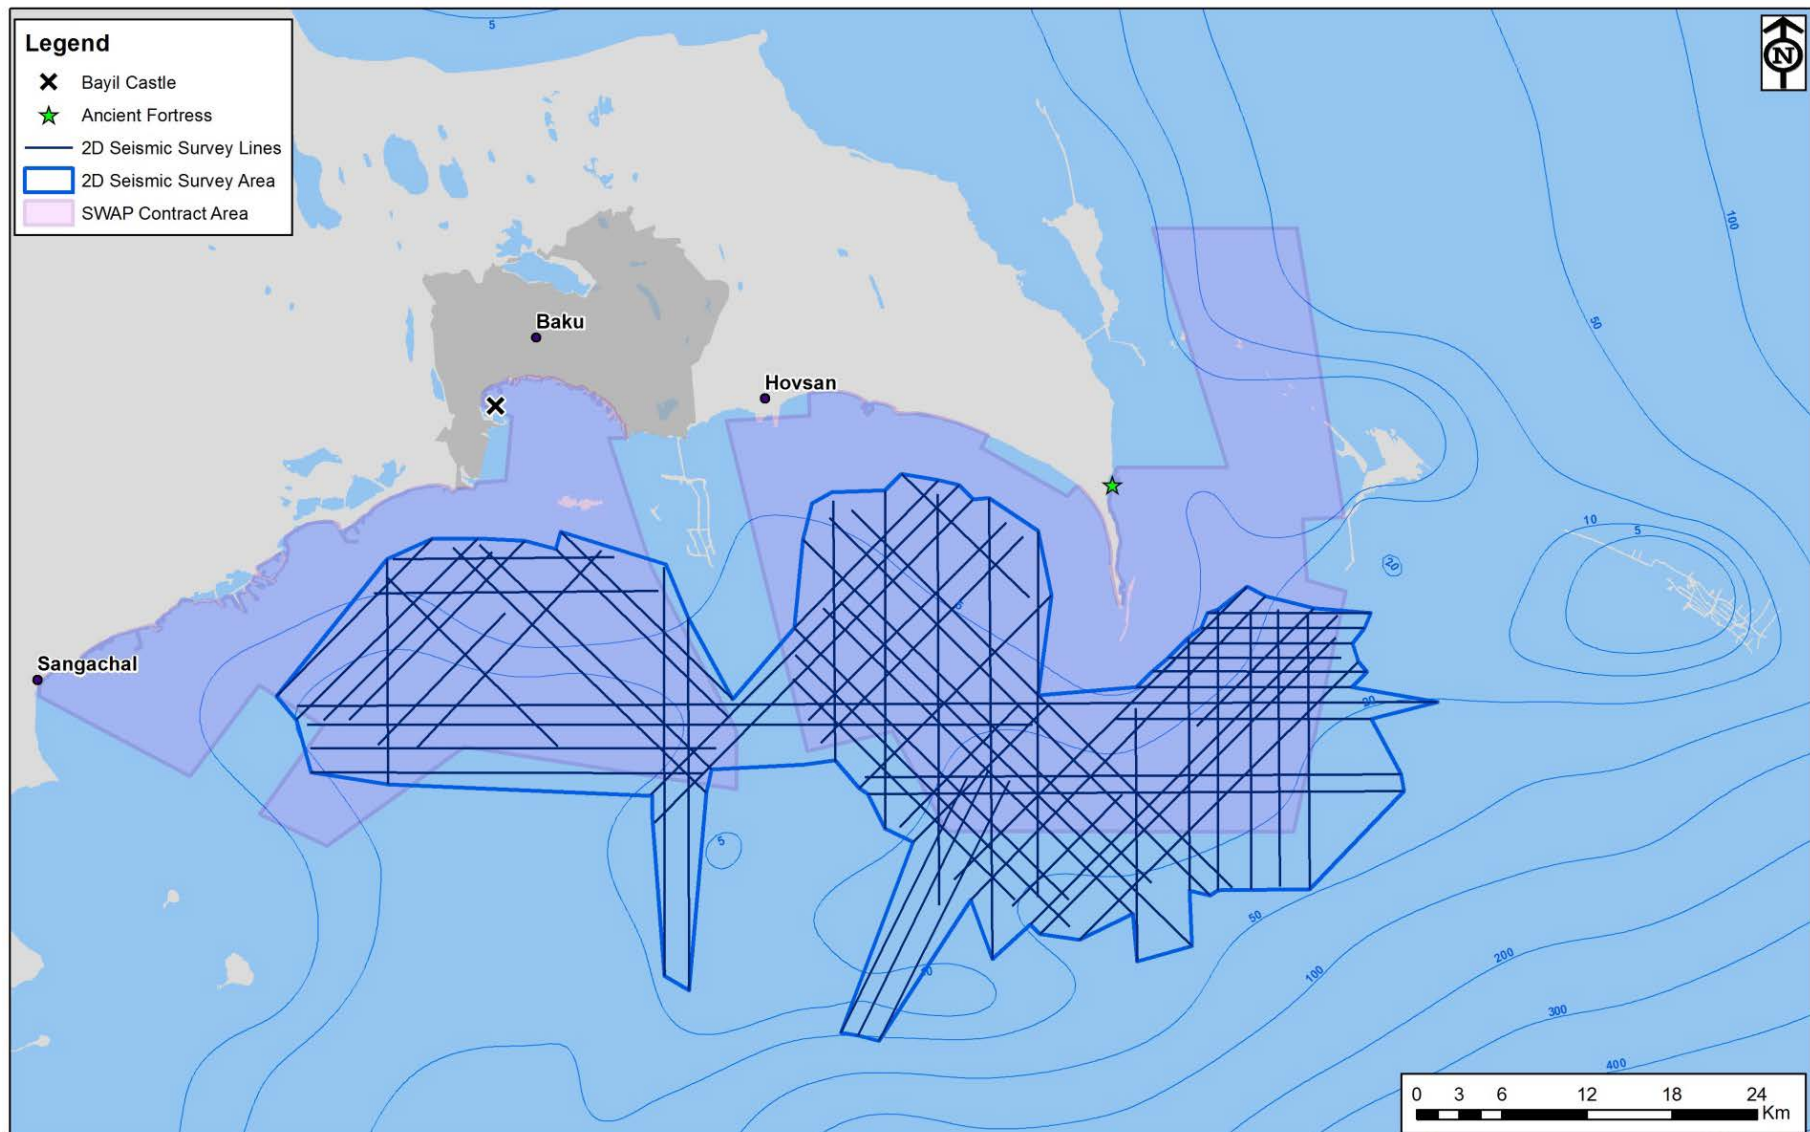 5
Legend
Bayil Castle
Ancient Fortress
2D Seismic Survey Lines
2D Seismic Survey Area
SWAP Contract Area
N
100
50
Baku
Hovsan
10
5
20
5
Sangachal
20
5
50
10
200
100
300
400
0 3 6 12 18 24
Km